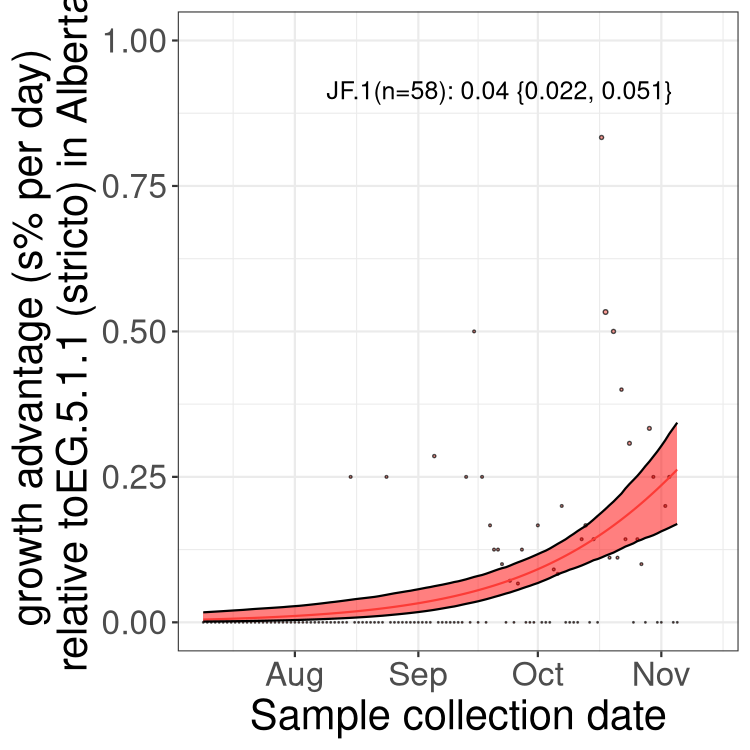 growth advantage (s% per day)
relative toEG.5.1.1 (stricto) in Alberta
1.00
0.75
0.50
0.25
0.00
JF.1(n=58): 0.04 {0.022, 0.051}
Aug
Sep
Oct
Nov
Sample collection date